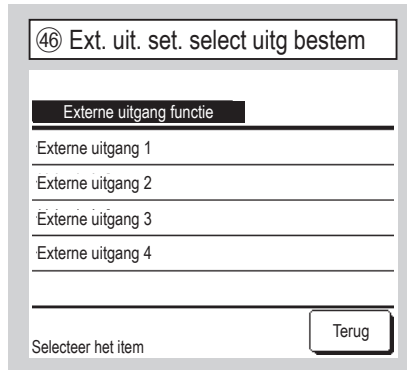 ㊻ Ext. uit. set. select uitg bestem
Externe uitgang functie
Externe uitgang 1
Externe uitgang 2
Externe uitgang 3
Externe uitgang 4
Selecteer het item
Terug